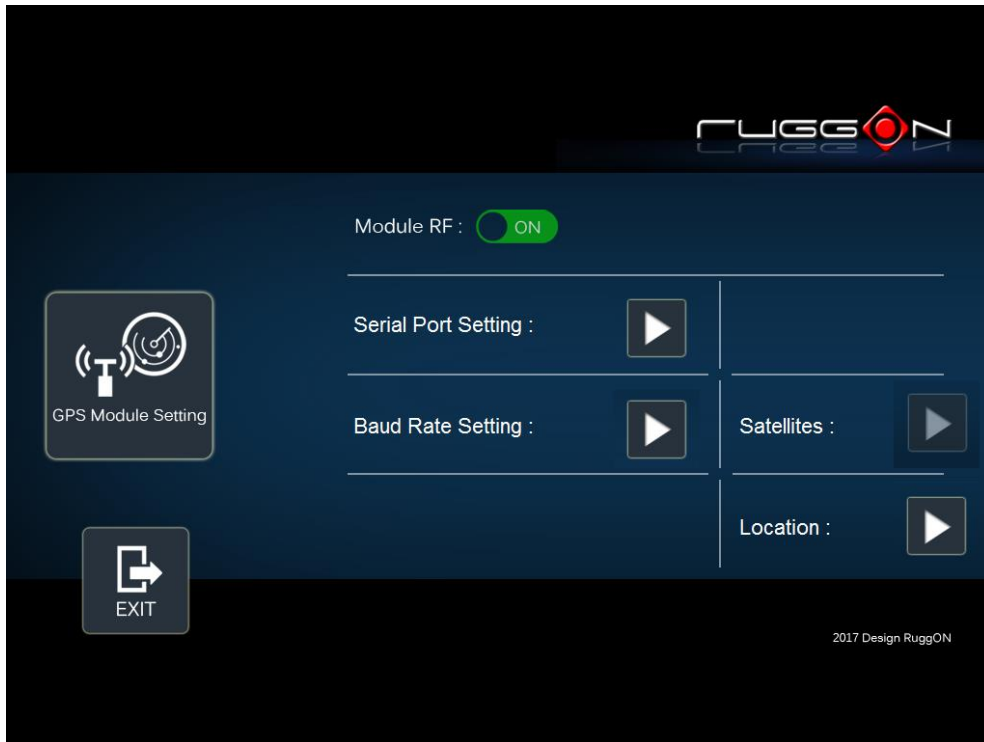 RUGGON
Module RF : ON
Serial Port Setting :
GPS Module Setting
Baud Rate Setting :
Satellites :
Location :
EXIT
2017 Design RuggON